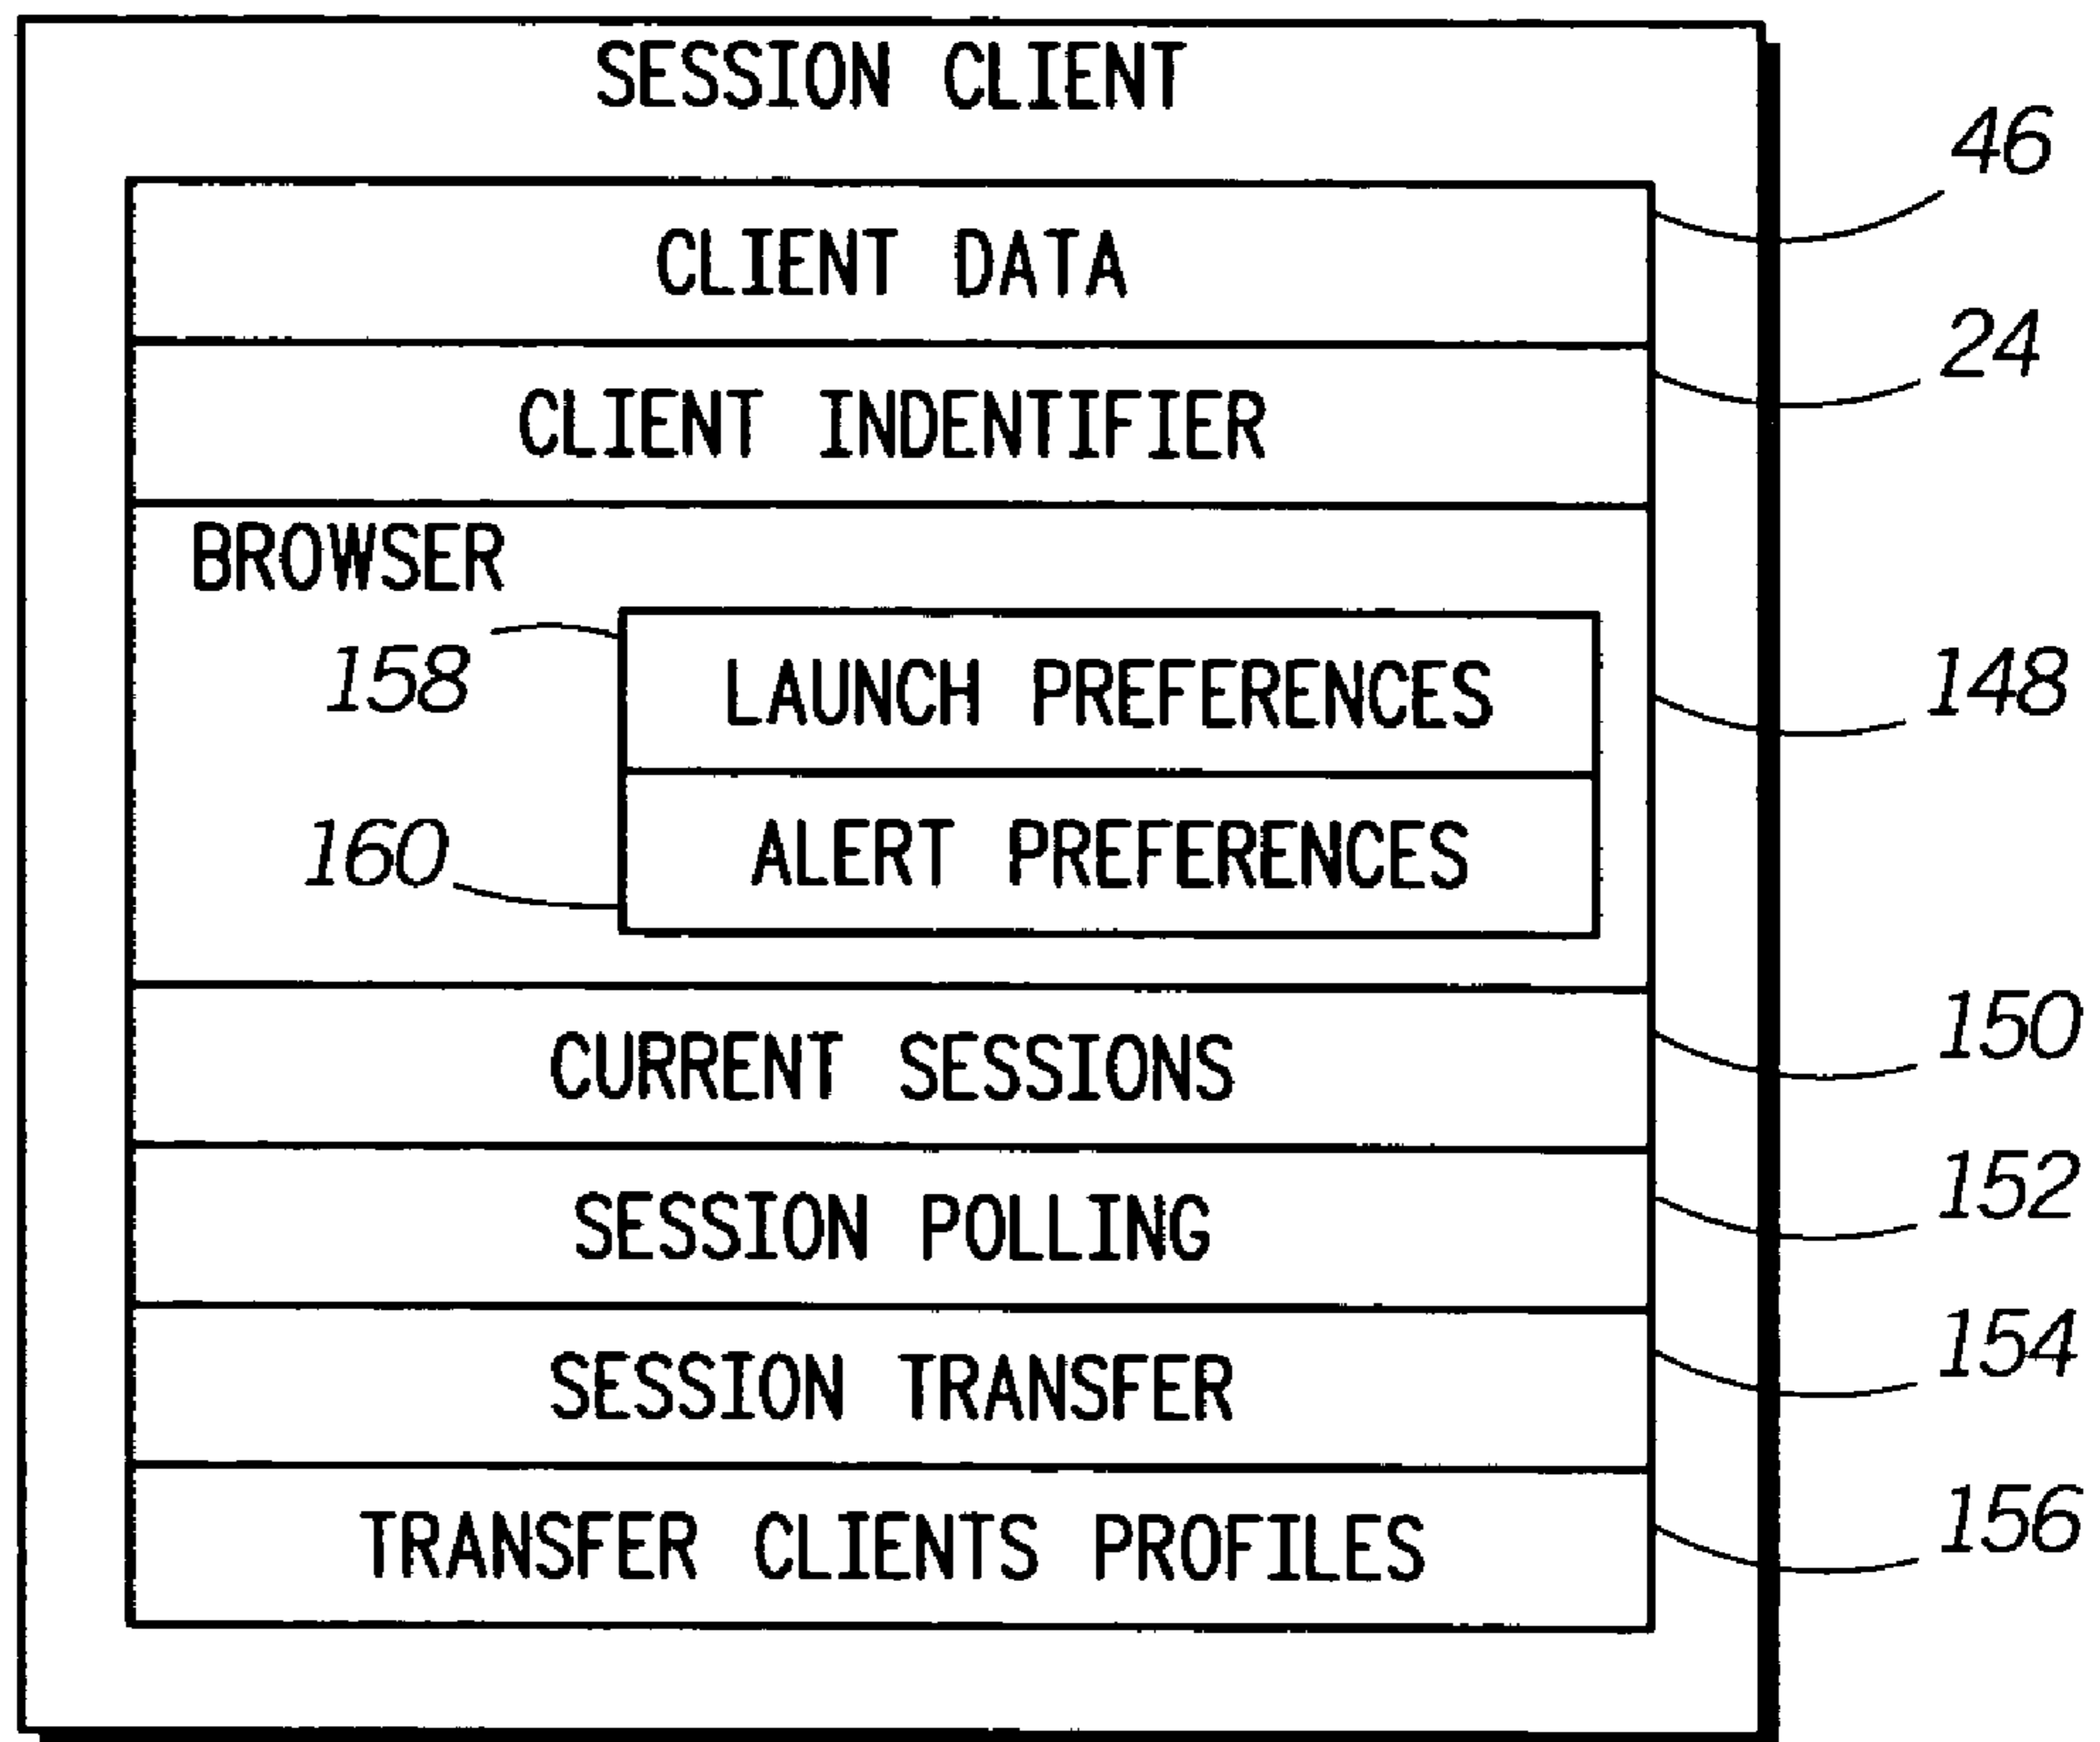 SESSION CLIENT
46
CLIENT DATA
24
CLIENT INDENTIFIER
BROWSER
158
LAUNCH PREFERENCES
148
160
ALERT PREFERENCES
150
CURRENT SESSIONS
152
SESSION POLLING
154
SESSION TRANSFER
156
TRANSFER CLIENTS PROFILES